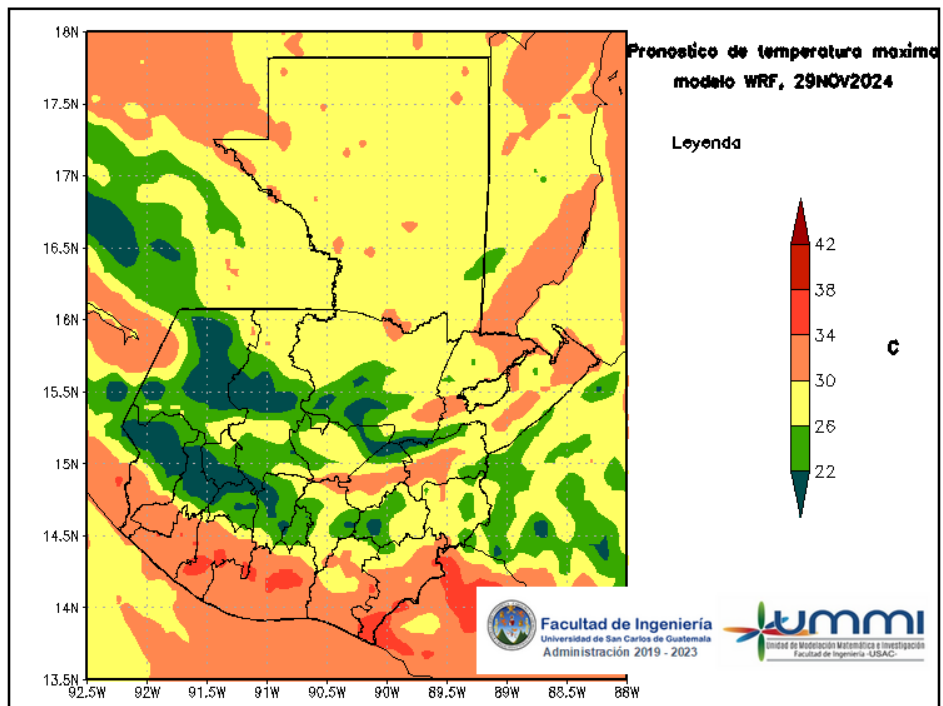 Pronostico de temperatura maxima
modelo WRF, 29NOV2024
Leyenda
18N
17.5N
17N
16.5N
16N
15.5N
15N
14.5N
14N
13.5N
92.5W 92W 91.5W 91W 90.5W 90W 89.5W 89W 88.5W 88W
42
38
34
30
26
22
C
Facultad de Ingeniería
Universidad de San Carlos de Guatemala
Administración 2019 - 2023
UMMI
Unidad de Modelación Matemática e Investigación
Facultad de Ingeniería -USAC-